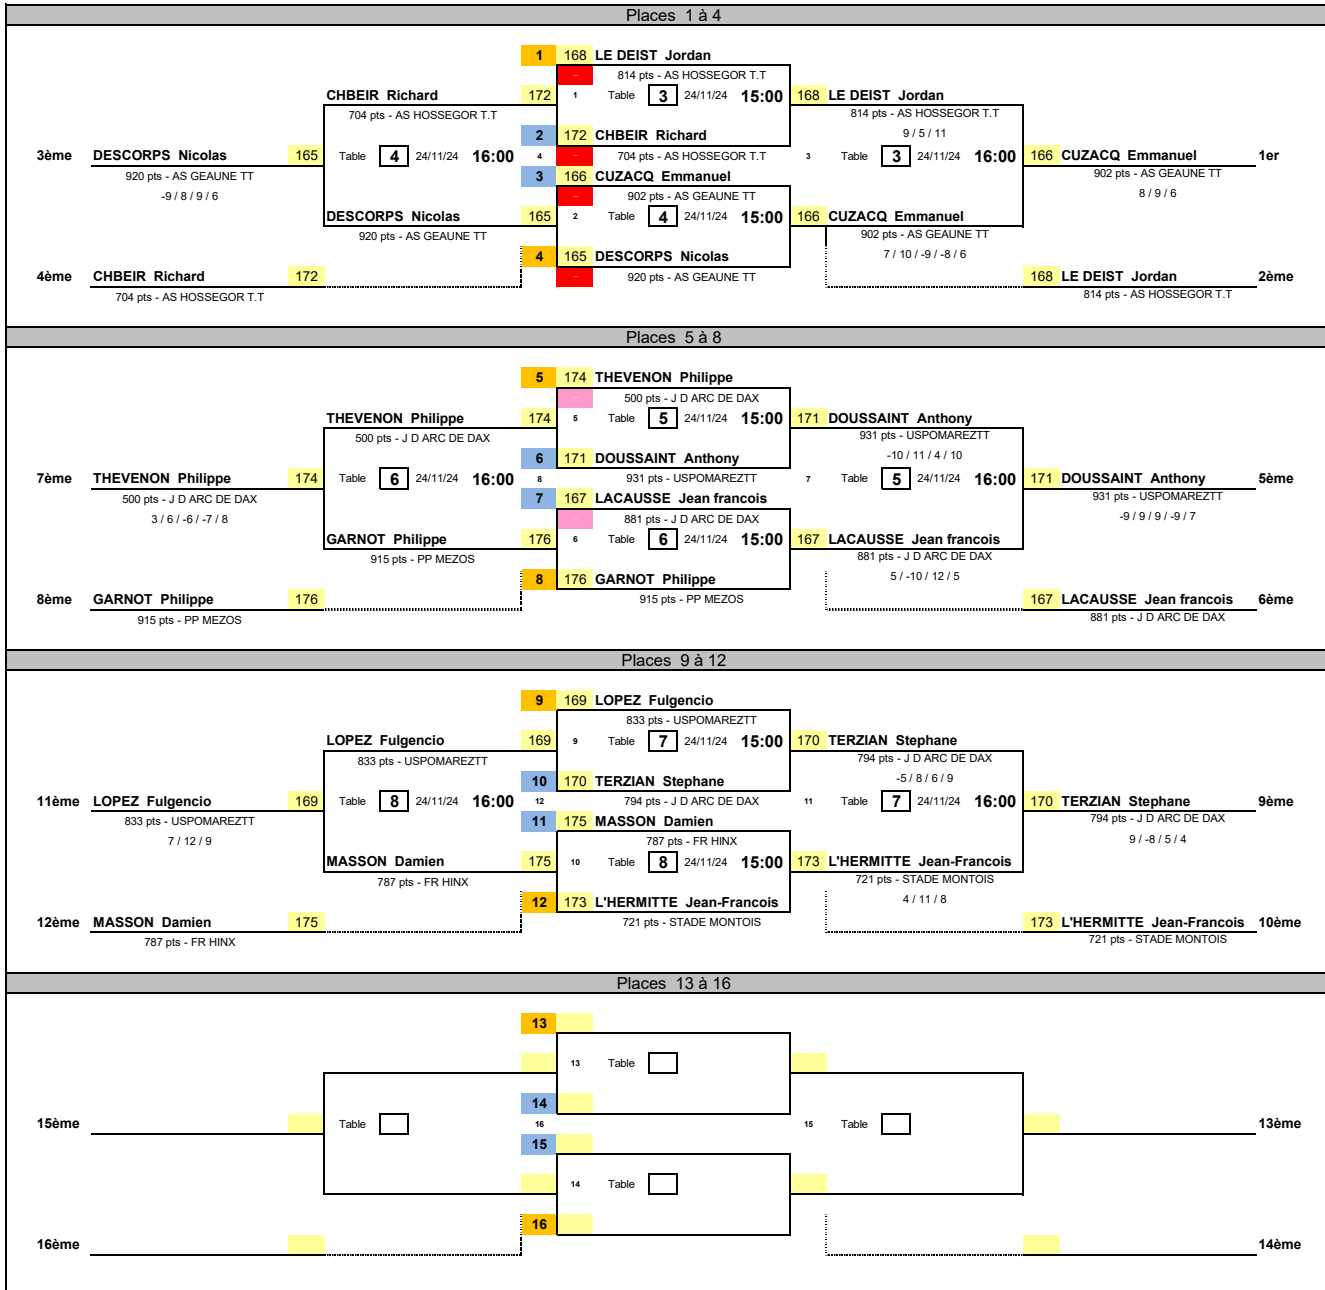 Places 1 à 4
1 168 LE DEIST Jordan
814 pts - AS HOSSEGOR T.T
CHBEIR Richard 172 1 Table 3 24/11/24 15:00 168 LE DEIST Jordan
704 pts - AS HOSSEGOR T.T 814 pts - AS HOSSEGOR T.T
2 172 CHBEIR Richard 9 / 5 / 11
3ème DESCORPS Nicolas 165 Table 4 24/11/24 16:00 4 704 pts - AS HOSSEGOR T.T 3 Table 3 24/11/24 16:00 166 CUZACQ Emmanuel 1er
920 pts - AS GEAUNE TT 3 166 CUZACQ Emmanuel 902 pts - AS GEAUNE TT
-9 / 8 / 9 / 6 902 pts - AS GEAUNE TT 8 / 9 / 6
DESCORPS Nicolas 165 2 Table 4 24/11/24 15:00 166 CUZACQ Emmanuel
920 pts - AS GEAUNE TT 902 pts - AS GEAUNE TT
4 165 DESCORPS Nicolas 7 / 10 / -9 / -8 / 6
4ème CHBEIR Richard 172 920 pts - AS GEAUNE TT 168 LE DEIST Jordan 2ème
704 pts - AS HOSSEGOR T.T 814 pts - AS HOSSEGOR T.T
Places 5 à 8
5 174 THEVENON Philippe
500 pts - J D ARC DE DAX
THEVENON Philippe 174 5 Table 5 24/11/24 15:00 171 DOUSSAINT Anthony
500 pts - J D ARC DE DAX 931 pts - USPOMAREZTT
6 171 DOUSSAINT Anthony -10 / 11 / 4 / 10
7ème THEVENON Philippe 174 Table 6 24/11/24 16:00 8 931 pts - USPOMAREZTT 7 Table 5 24/11/24 16:00 171 DOUSSAINT Anthony 5ème
500 pts - J D ARC DE DAX 7 167 LACAUSSE Jean francois 931 pts - USPOMAREZTT
3 / 6 / -6 / -7 / 8 881 pts - J D ARC DE DAX -9 / 9 / 9 / -9 / 7
GARNOT Philippe 176 6 Table 6 24/11/24 15:00 167 LACAUSSE Jean francois
915 pts - PP MEZOS 881 pts - J D ARC DE DAX
8 176 GARNOT Philippe 5 / -10 / 12 / 5
8ème GARNOT Philippe 176 915 pts - PP MEZOS 167 LACAUSSE Jean francois 6ème
915 pts - PP MEZOS 881 pts - J D ARC DE DAX
Places 9 à 12
9 169 LOPEZ Fulgencio
833 pts - USPOMAREZTT
LOPEZ Fulgencio 169 9 Table 7 24/11/24 15:00 170 TERZIAN Stephane
833 pts - USPOMAREZTT 794 pts - J D ARC DE DAX
10 170 TERZIAN Stephane -5 / 8 / 6 / 9
11ème LOPEZ Fulgencio 169 Table 8 24/11/24 16:00 12 794 pts - J D ARC DE DAX 11 Table 7 24/11/24 16:00 170 TERZIAN Stephane 9ème
833 pts - USPOMAREZTT 11 175 MASSON Damien 794 pts - J D ARC DE DAX
7 / 12 / 9 787 pts - FR HINX 9 / -8 / 5 / 4
MASSON Damien 175 10 Table 8 24/11/24 15:00 173 L'HERMITTE Jean-Francois
787 pts - FR HINX 721 pts - STADE MONTOIS
12 173 L'HERMITTE Jean-Francois 4 / 11 / 8
12ème MASSON Damien 175 721 pts - STADE MONTOIS 173 L'HERMITTE Jean-Francois 10ème
787 pts - FR HINX 721 pts - STADE MONTOIS
Places 13 à 16
13
13 Table
14
15ème Table 16 15 Table 13ème
15
14 Table
16
16ème 14ème